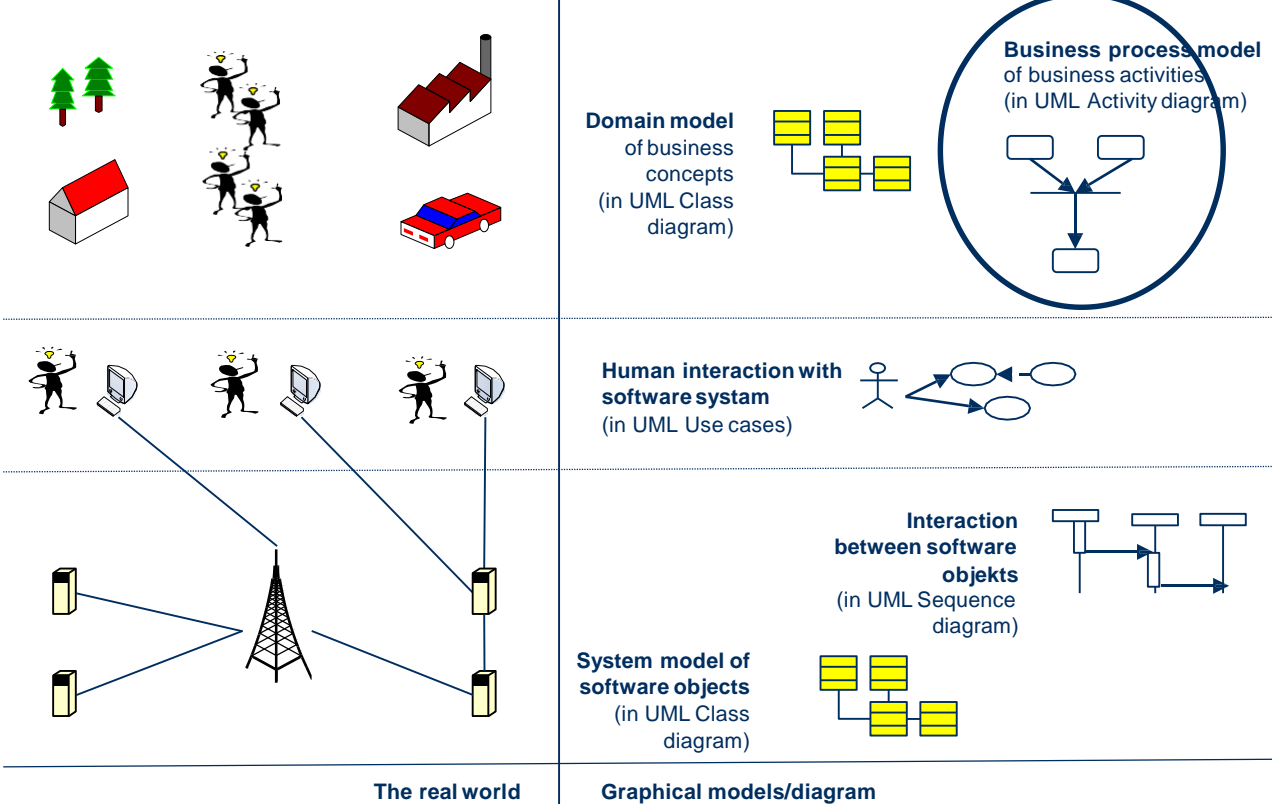 Business process model
of business activities
(in UML Activity diagram)
Domain model
of business
concepts
(in UML Class
diagram)
Human interaction with
software systam
(in UML Use cases)
Interaction
between software
objekts
(in UML Sequence
diagram)
System model of
software objects
(in UML Class
diagram)
The real world
Graphical models/diagram